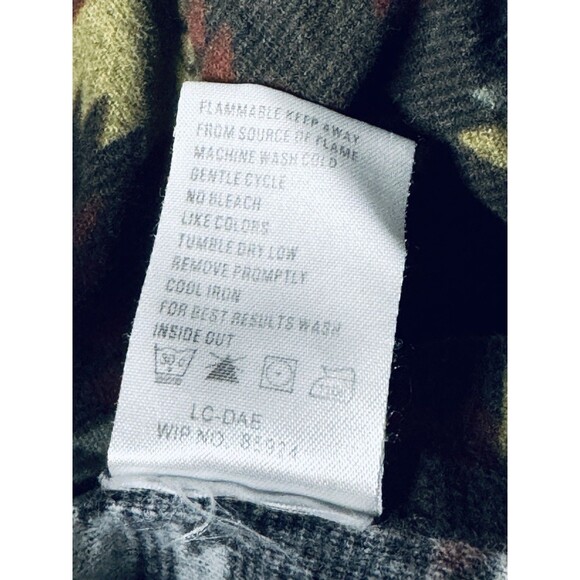 FLAMMABLE KEEP AWAY
FROM SOURCE OF FLAME
MACHINE WASH COLD
GENTLE CYCLE
NO BLEACH
LIKE COLORS
TUMBLE DRY LOW
REMOVE PROMPTLY
COOL IRON
FOR BEST RESULTS WASH
INSIDE OUT
30 c
LC-DAE
WIP NO. 85924